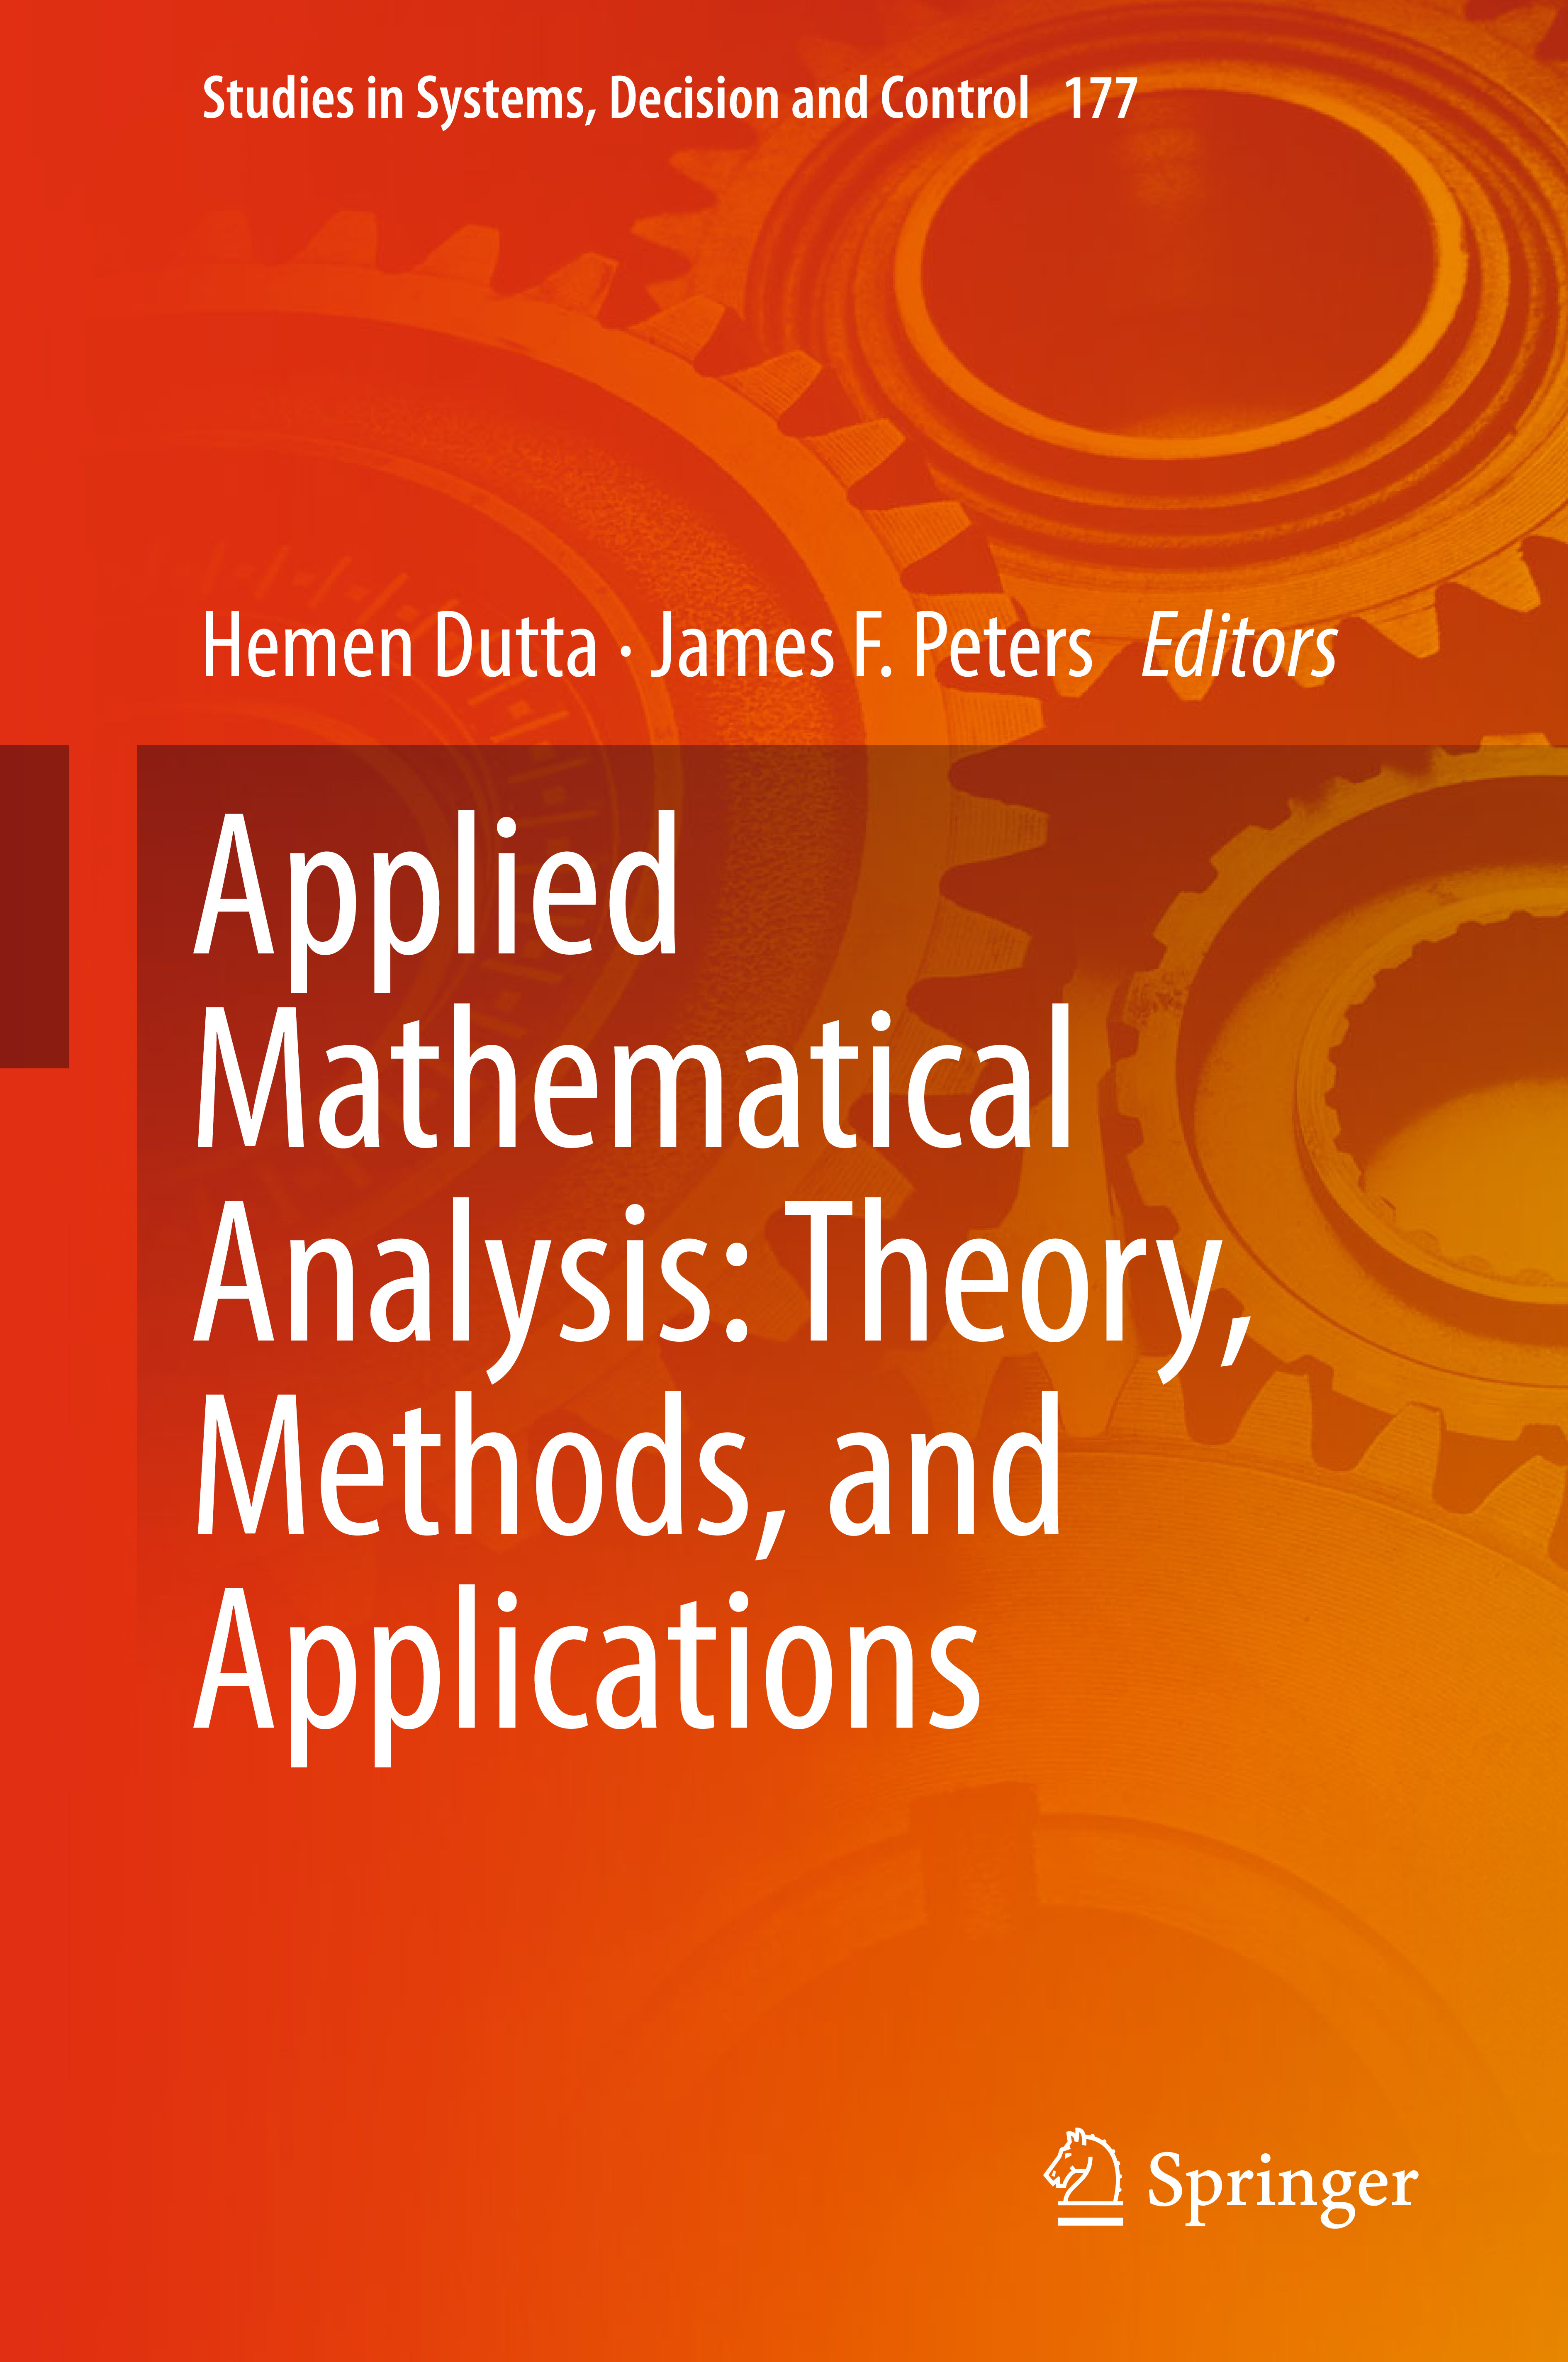 Studies in Systems, Decision and Control 177
Hemen Dutta · James F. Peters Editors
Applied
Mathematical
Analysis: Theory,
Methods, and
Applications
Springer